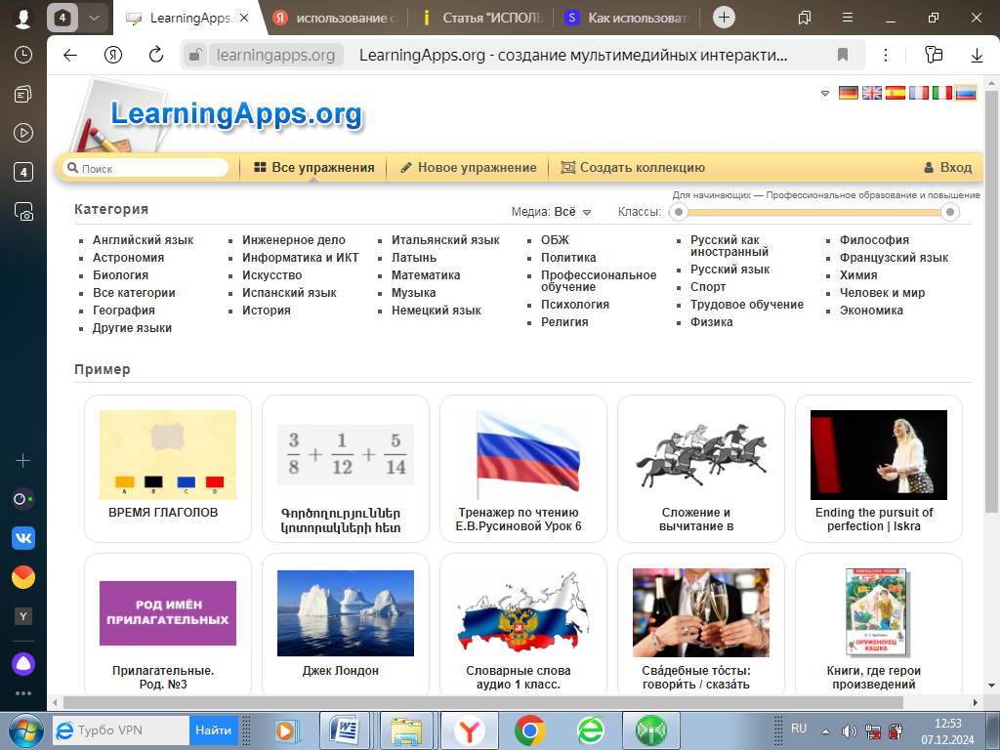 4
LearningApps.
использование с
Статья "ИСПОЛЬ
Как использоват
learningapps.org
LearningApps.org - создание мультимедийных интеракти...
4
LearningApps.org
Поиск
Все упражнения
Новое упражнение
Создать коллекцию
Вход
Категория
Медиа: Всё
Классы:
Для начинающих — Профессиональное образование и повышение
Английский язык
Астрономия
Биология
Все категории
География
Другие языки
Инженерное дело
Информатика и ИКТ
Искусство
Испанский язык
История
Итальянский язык
Латынь
Математика
Музыка
Немецкий язык
ОБЖ
Политика
Профессиональное
обучение
Психология
Религия
Русский как
иностранный
Русский язык
Спорт
Трудовое обучение
Физика
Философия
Французский язык
Химия
Человек и мир
Экономика
Пример
A B C D
ВРЕМЯ ГЛАГОЛОВ
3/8 + 1/12 + 5/14
Գործողություններ
կոտորակների հետ
Тренажер по чтению
Е.В.Русиновой Урок 6
Сложение и
вычитание в
Ending the pursuit of
perfection | Iskra
РОД ИМЁН
ПРИЛАГАТЕЛЬНЫХ
Прилагательные.
Род. №3
Джек Лондон
Словарные слова
аудио 1 класс.
Сва́дебные то́сты:
говори́ть / сказа́ть
ОРУЖЕНОСЕЦ
КАШКА
Книги, где герои
произведений
Турбо VPN
Найти
RU
12:53
07.12.2024